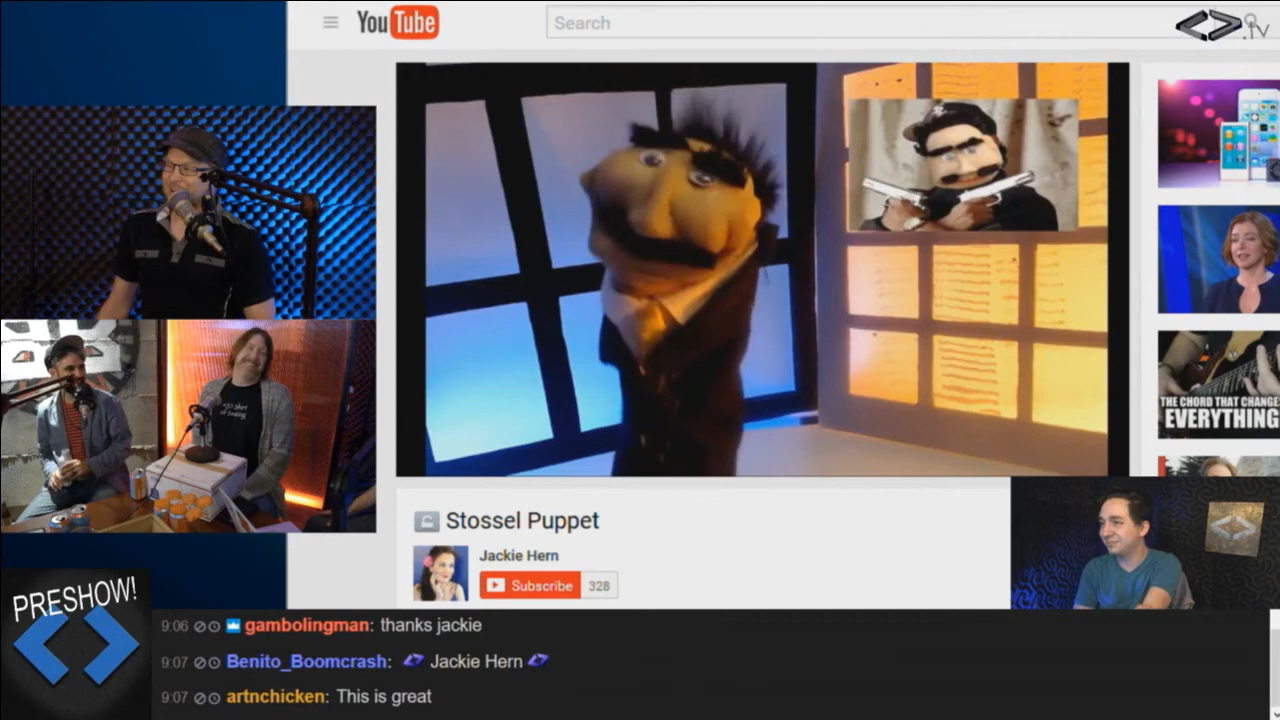 YouTube
Search
.tv
THE CHORD THAT CHANGE
EVERYTHING
Stossel Puppet
Jackie Hern
Subscribe 328
PRESHOW!
9:06 gambolingman: thanks jackie
9:07 Benito_Boomcrash: Jackie Hern
9:07 artnchicken: This is great